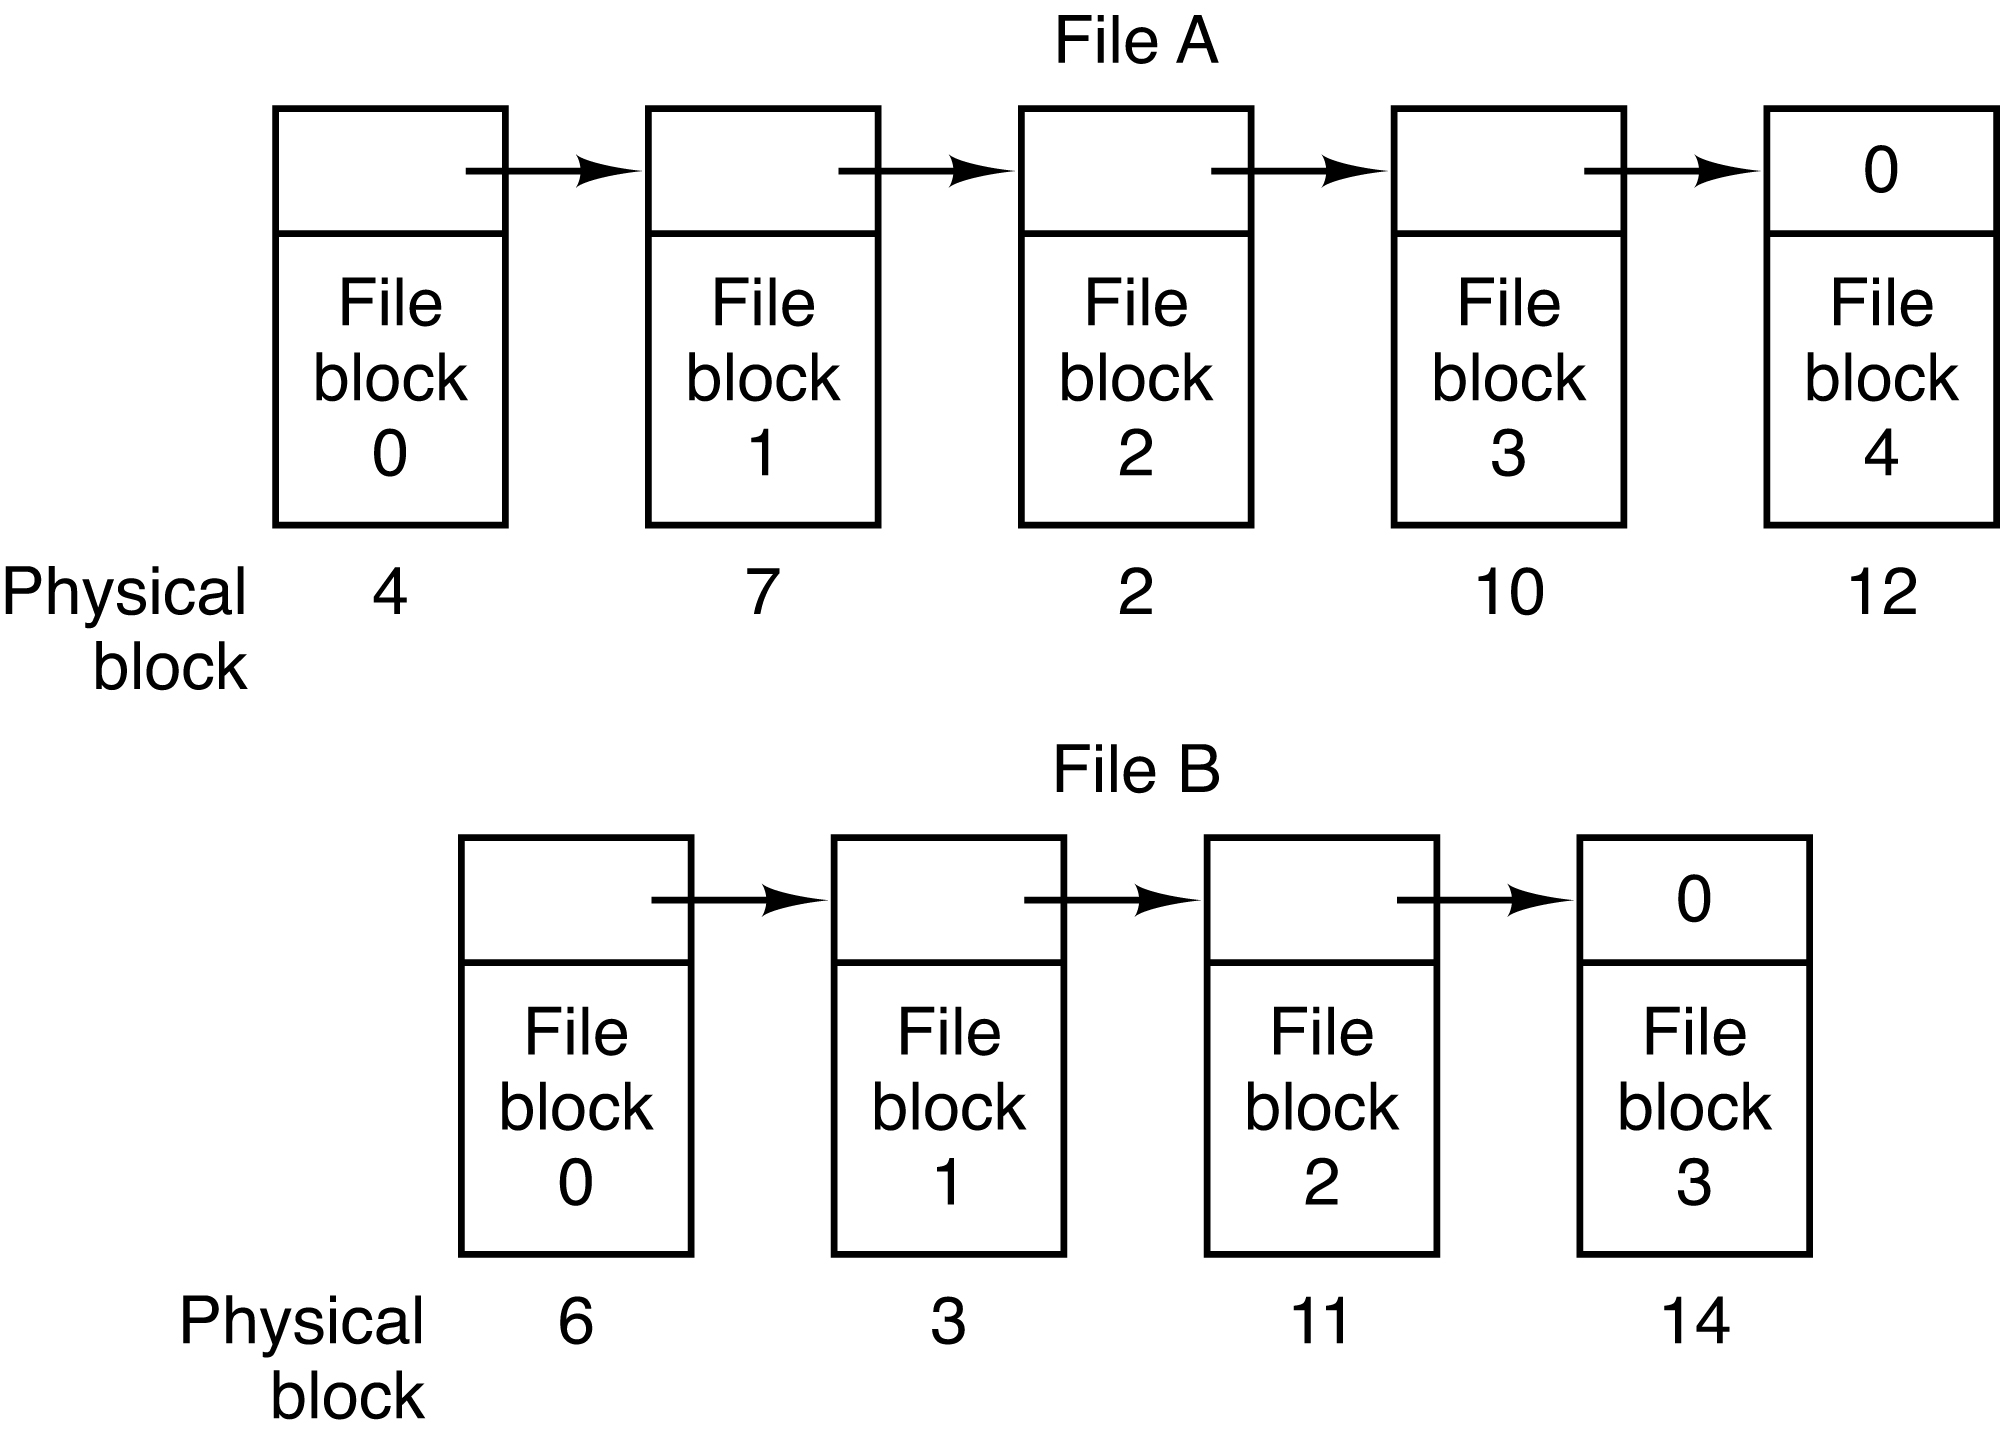 File A
0
File File File File File
block block block block block
0 1 2 3 4
Physical 4 7 2 10 12
block
File B
0
File File File File
block block block block
0 1 2 3
Physical 6 3 11 14
block